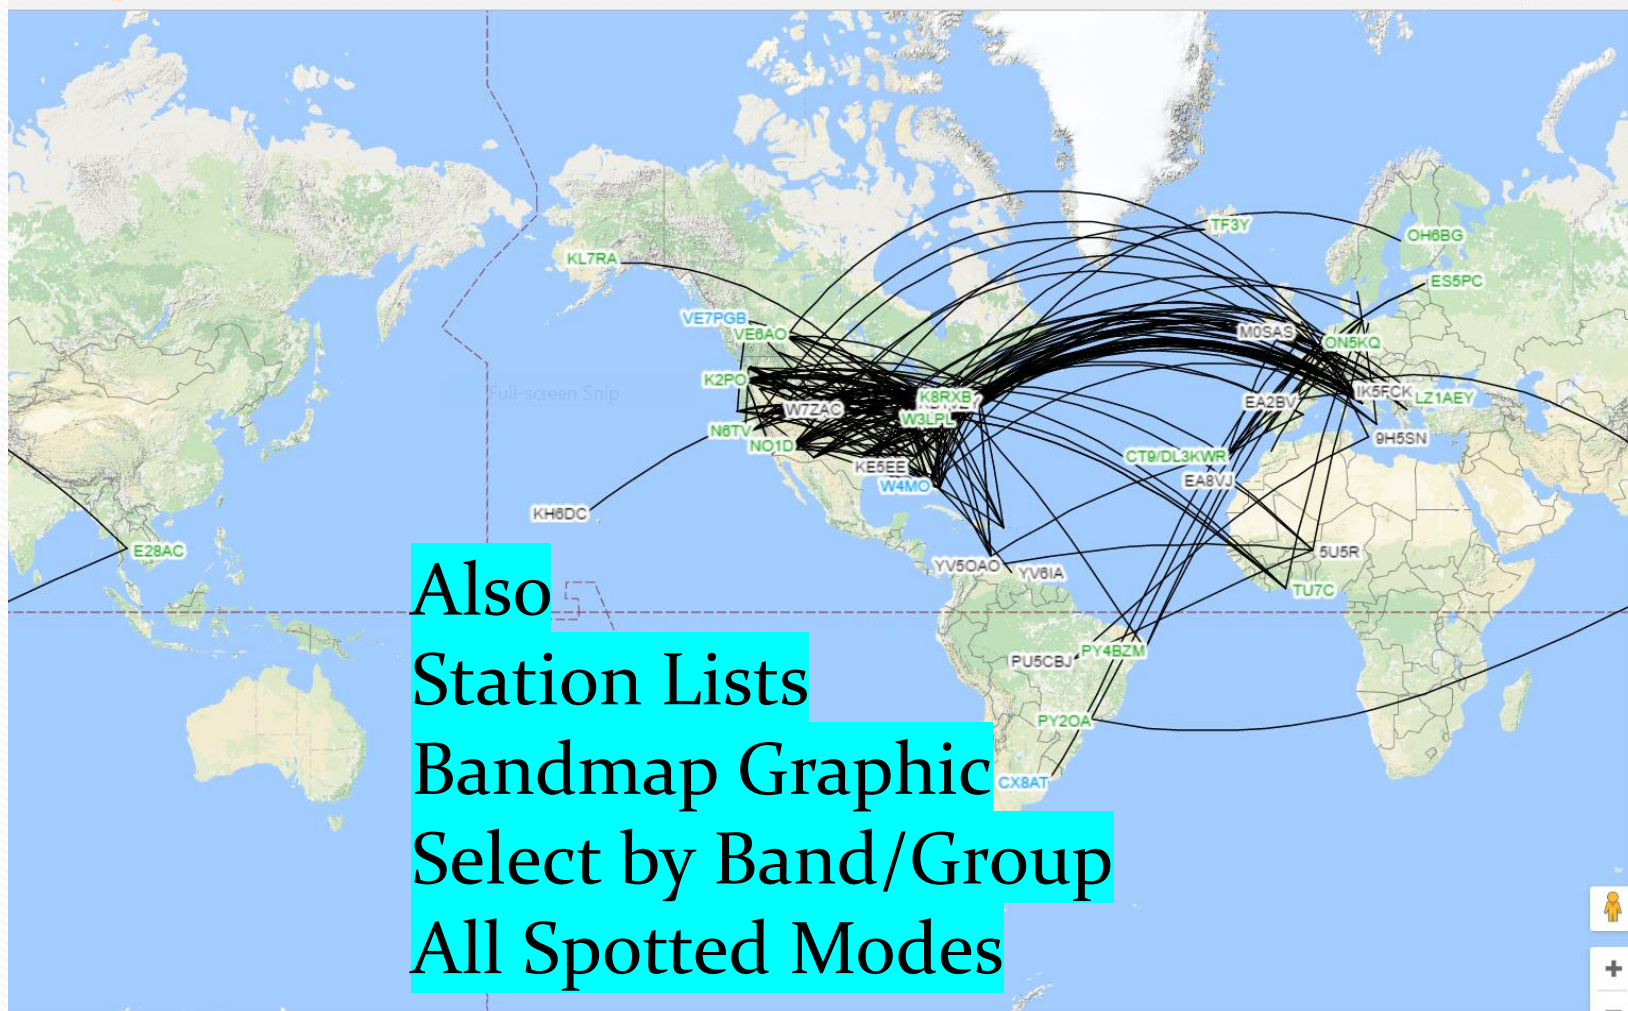 TF3Y
OH6BG
KL7RA
ES5PC
VE7PGB
VE6AO
M0SAS
ON5KQ
K2PO
Full-screen Snip
IK5FCK
K8RXB
LZ1AEY
EA2BV
W7ZAC
W3LPL
N6TV
9H5SN
NO1D
CT9/DL3KWR
KE5EE
EA8VJ
W4MO
KH6DC
E28AC
5U5R
YV5OAO
YV6IA
TU7C
Also
PY4BZM
PU5CBJ
Station Lists
PY2OA
Bandmap Graphic
CX8AT
Select by Band/Group
All Spotted Modes